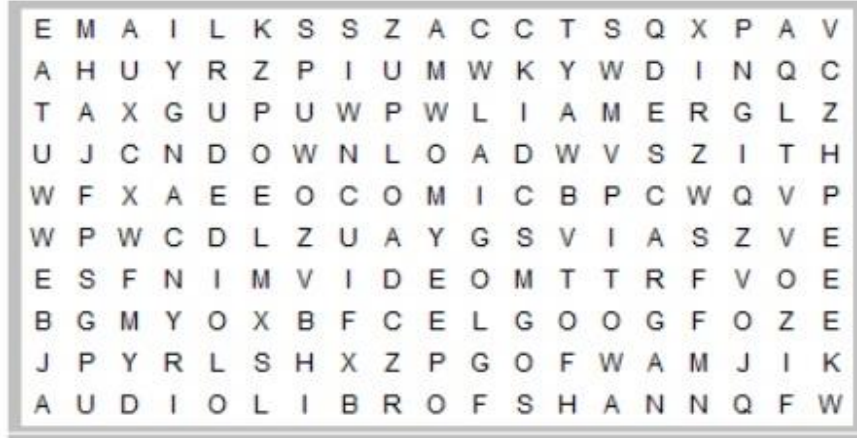 E M A I L K S S Z A C C T S Q X P A V
A H U Y R Z P I U M W K Y W D I N Q C
T A X G U P U W P W L I A M E R G L Z
U J C N D O W N L O A D W V S Z I T H
W F X A E E O C O M I C B P C W Q V P
W P W C D L Z U A Y G S V I A S Z V E
E S F N I M V I D E O M T T R F V O E
B G M Y O X B F C E L G O O G F O Z E
J P Y R L S H X Z P G O F W A M J I K
A U D I O L I B R O F S H A N N Q F W